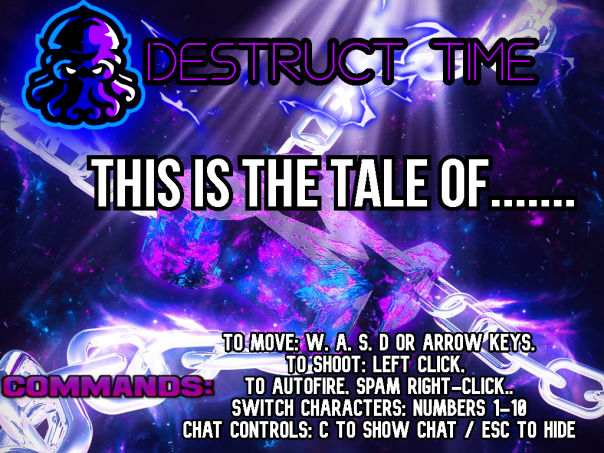 DESTRUCT TIME
THIS IS THE TALE OF.......
TO MOVE: W. A. S. D OR ARROW KEYS.
TO SHOOT: LEFT CLICK.
COMMANDS:
TO AUTOFIRE. SPAM RIGHT-CLICK..
SWITCH CHARACTERS: NUMBERS 1-10
CHAT CONTROLS: C TO SHOW CHAT / ESC TO HIDE